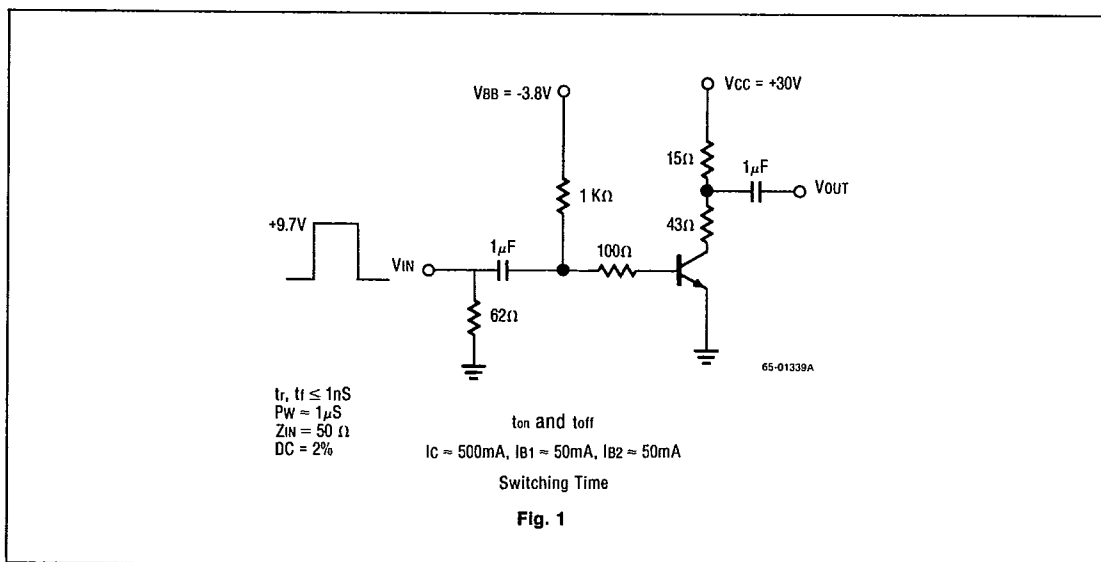 VBB = -3.8V
VCC = +30V
15Ω
1μF
VOUT
1 KΩ
43Ω
+9.7V
1μF
100Ω
VIN
62Ω
65-01339A
tr, tf ≤ 1nS
PW ≈ 1μS
ZIN = 50 Ω
DC = 2%
ton and toff
IC ≈ 500mA, IB1 ≈ 50mA, IB2 ≈ 50mA
Switching Time
Fig. 1